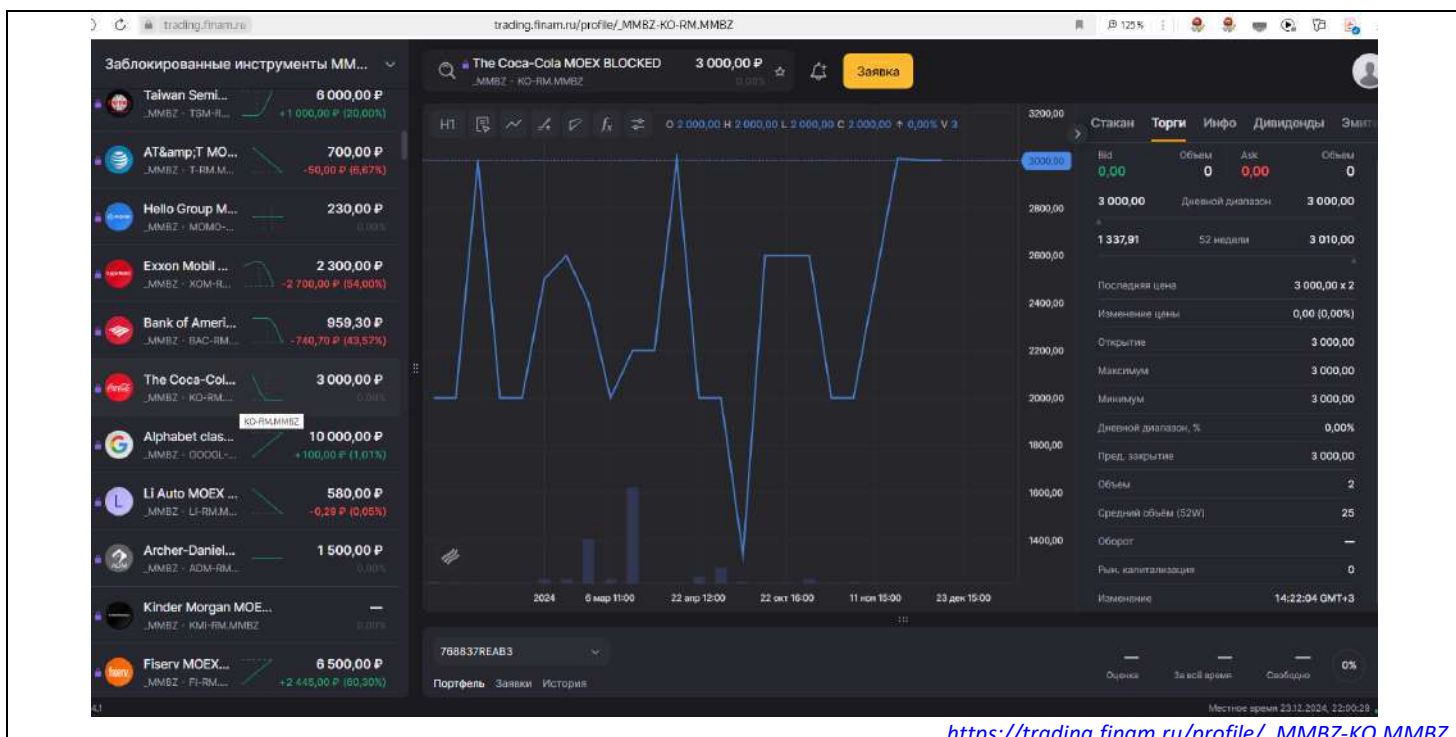 trading.finam.ru
trading.finam.ru/profile/_MMBZ-KO-RM.MMBZ
125 %
Заблокированные инструменты ММ...
Taiwan Semi... 6 000,00 ₽
_MMBZ - TSM-R... +1 000,00 ₽ (20,00%)
AT&amp;T MO... 700,00 ₽
_MMBZ - T-RM.M... -50,00 ₽ (6,67%)
Hello Group M... 230,00 ₽
_MMBZ - MOMO-... 0,00%
Exxon Mobil ... 2 300,00 ₽
_MMBZ - XOM-R... -2 700,00 ₽ (54,00%)
Bank of Ameri... 959,30 ₽
_MMBZ - BAC-RM... -740,70 ₽ (43,57%)
The Coca-Col... 3 000,00 ₽
_MMBZ - KO-RM.... 0,00%
KO-RM.MMBZ
Alphabet clas... 10 000,00 ₽
_MMBZ - GOOGL-... +100,00 ₽ (1,01%)
Li Auto MOEX ... 580,00 ₽
_MMBZ - LI-RM.M... -0,29 ₽ (0,05%)
Archer-Daniel... 1 500,00 ₽
_MMBZ - ADM-RM... 0,00%
Kinder Morgan MOE... —
_MMBZ - KMI-RM.MMBZ 0,00%
Fiserv MOEX... 6 500,00 ₽
_MMBZ - FI-RM.... +2 445,00 ₽ (60,30%)
The Coca-Cola MOEX BLOCKED 3 000,00 ₽
_MMBZ - KO-RM.MMBZ 0,00%
Заявка
H1
O 2 000,00 H 2 000,00 L 2 000,00 C 2 000,00 0,00% V 3
3200,00
3000,00
2800,00
2600,00
2400,00
2200,00
2000,00
1800,00
1600,00
1400,00
2024 6 мар 11:00 22 апр 12:00 22 окт 16:00 11 ноя 15:00 23 дек 15:00
Стакан Торги Инфо Дивиденды Эмит
Bid Объем Ask Объем
0,00 0 0,00 0
3 000,00 Дневной диапазон 3 000,00
1 337,91 52 недели 3 010,00
Последняя цена 3 000,00 x 2
Изменение цены 0,00 (0,00%)
Открытие 3 000,00
Максимум 3 000,00
Минимум 3 000,00
Дневной диапазон, % 0,00%
Пред. закрытие 3 000,00
Объем 2
Средний объём (52W) 25
Оборот —
Рын. капитализация 0
Изменение 14:22:04 GMT+3
768837REAB3
Портфель Заявки История
— — — 0%
Оценка За всё время Свободно
4.1
Местное время 23.12.2024, 22:00:29
https://trading.finam.ru/profile/_MMBZ-KO.MMBZ